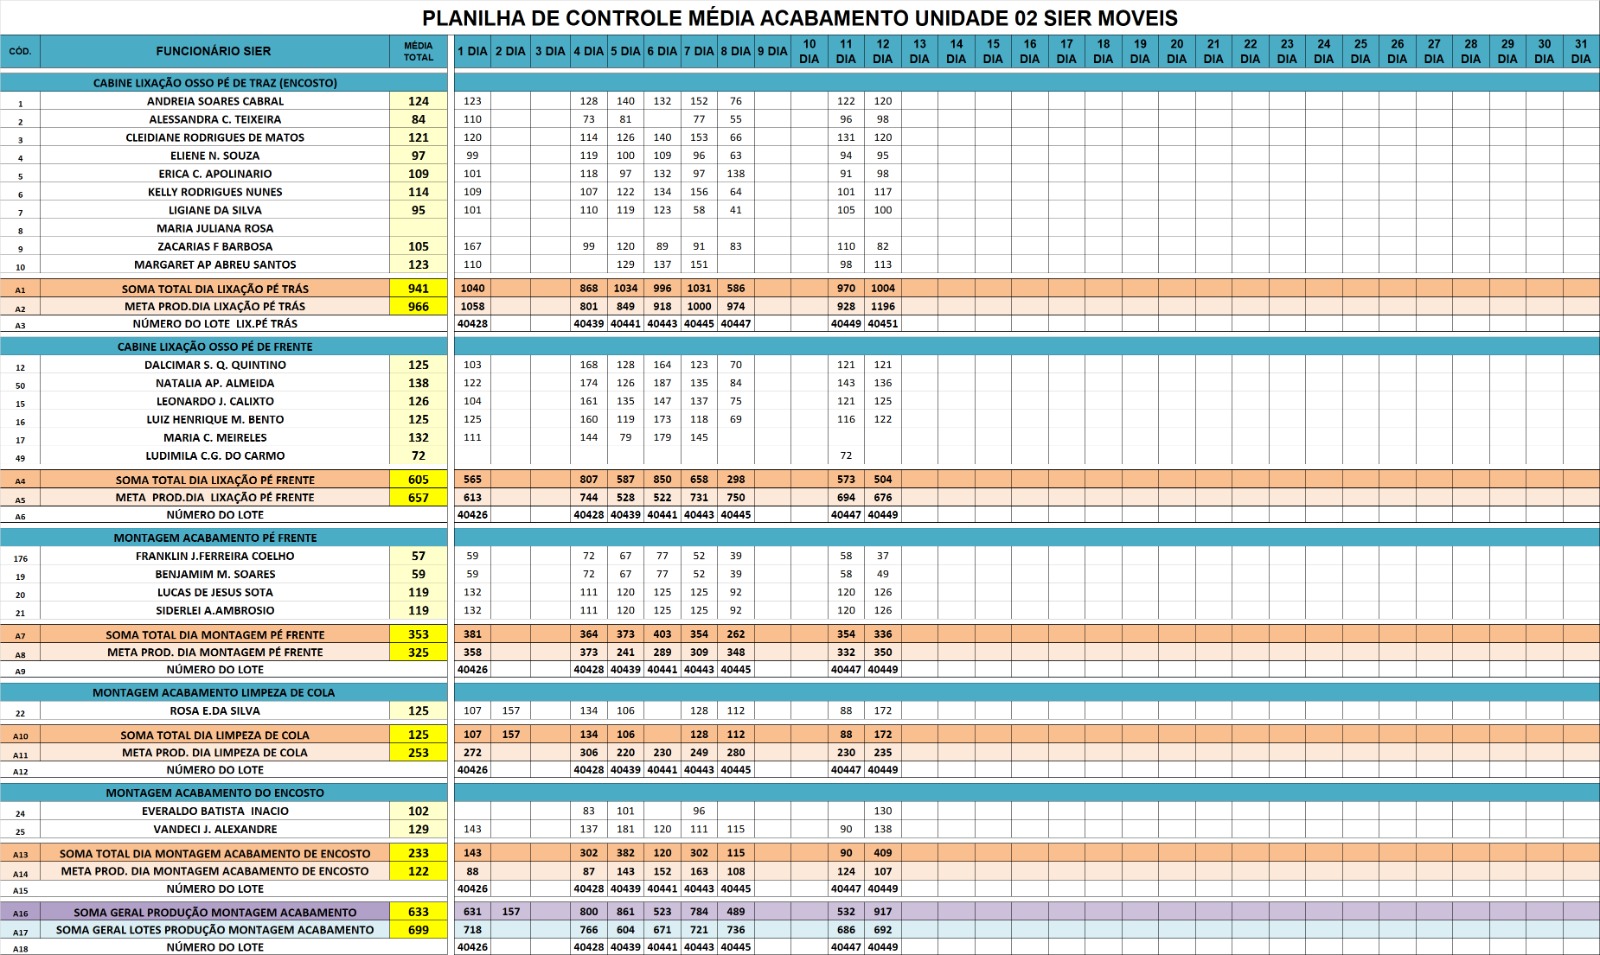 PLANILHA DE CONTROLE MÉDIA ACABAMENTO UNIDADE 02 SIER MOVEIS
CÓD. FUNCIONÁRIO SIER MÉDIA TOTAL 1 DIA 2 DIA 3 DIA 4 DIA 5 DIA 6 DIA 7 DIA 8 DIA 9 DIA 10 DIA 11 DIA 12 DIA 13 DIA 14 DIA 15 DIA 16 DIA 17 DIA 18 DIA 19 DIA 20 DIA 21 DIA 22 DIA 23 DIA 24 DIA 25 DIA 26 DIA 27 DIA 28 DIA 29 DIA 30 DIA 31 DIA
CABINE LIXAÇÃO OSSO PÉ DE TRAZ (ENCOSTO)
1 ANDREIA SOARES CABRAL 124 123 128 140 132 152 76 122 120
2 ALESSANDRA C. TEIXEIRA 84 110 73 81 77 55 96 98
3 CLEIDIANE RODRIGUES DE MATOS 121 120 114 126 140 153 66 131 120
4 ELIENE N. SOUZA 97 99 119 100 109 96 63 94 95
5 ERICA C. APOLINARIO 109 101 118 97 132 97 138 91 98
6 KELLY RODRIGUES NUNES 114 109 107 122 134 156 64 101 117
7 LIGIANE DA SILVA 95 101 110 119 123 58 41 105 100
8 MARIA JULIANA ROSA
9 ZACARIAS F BARBOSA 105 167 99 120 89 91 83 110 82
10 MARGARET AP ABREU SANTOS 123 110 129 137 151 98 113
A1 SOMA TOTAL DIA LIXAÇÃO PÉ TRÁS 941 1040 868 1034 996 1031 586 970 1004
A2 META PROD.DIA LIXAÇÃO PÉ TRÁS 966 1058 801 849 918 1000 974 928 1196
A3 NÚMERO DO LOTE LIX.PÉ TRÁS 40428 40439 40441 40443 40445 40447 40449 40451
CABINE LIXAÇÃO OSSO PÉ DE FRENTE
12 DALCIMAR S. Q. QUINTINO 125 103 168 128 164 123 70 121 121
50 NATALIA AP. ALMEIDA 138 122 174 126 187 135 84 143 136
15 LEONARDO J. CALIXTO 126 104 161 135 147 137 75 121 125
16 LUIZ HENRIQUE M. BENTO 125 125 160 119 173 118 69 116 122
17 MARIA C. MEIRELES 132 111 144 79 179 145
49 LUDIMILA C.G. DO CARMO 72 72
A4 SOMA TOTAL DIA LIXAÇÃO PÉ FRENTE 605 565 807 587 850 658 298 573 504
A5 META PROD.DIA LIXAÇÃO PÉ FRENTE 657 613 744 528 522 731 750 694 676
A6 NÚMERO DO LOTE 40426 40428 40439 40441 40443 40445 40447 40449
MONTAGEM ACABAMENTO PÉ FRENTE
176 FRANKLIN J.FERREIRA COELHO 57 59 72 67 77 52 39 58 37
19 BENJAMIM M. SOARES 59 59 72 67 77 52 39 58 49
20 LUCAS DE JESUS SOTA 119 132 111 120 125 125 92 120 126
21 SIDERLEI A.AMBROSIO 119 132 111 120 125 125 92 120 126
A7 SOMA TOTAL DIA MONTAGEM PÉ FRENTE 353 381 364 373 403 354 262 354 336
A8 META PROD. DIA MONTAGEM PÉ FRENTE 325 358 373 241 289 309 348 332 350
A9 NÚMERO DO LOTE 40426 40428 40439 40441 40443 40445 40447 40449
MONTAGEM ACABAMENTO LIMPEZA DE COLA
22 ROSA E.DA SILVA 125 107 157 134 106 128 112 88 172
A10 SOMA TOTAL DIA LIMPEZA DE COLA 125 107 157 134 106 128 112 88 172
A11 META PROD. DIA LIMPEZA DE COLA 253 272 306 220 230 249 280 230 235
A12 NÚMERO DO LOTE 40426 40428 40439 40441 40443 40445 40447 40449
MONTAGEM ACABAMENTO DO ENCOSTO
24 EVERALDO BATISTA INACIO 102 83 101 96 130
25 VANDECI J. ALEXANDRE 129 143 137 181 120 111 115 90 138
A13 SOMA TOTAL DIA MONTAGEM ACABAMENTO DE ENCOSTO 233 143 302 382 120 302 115 90 409
A14 META PROD. DIA MONTAGEM ACABAMENTO DE ENCOSTO 122 88 87 143 152 163 108 124 107
A15 NÚMERO DO LOTE 40426 40428 40439 40441 40443 40445 40447 40449
A16 SOMA GERAL PRODUÇÃO MONTAGEM ACABAMENTO 633 631 157 800 861 523 784 489 532 917
A17 SOMA GERAL LOTES PRODUÇÃO MONTAGEM ACABAMENTO 699 718 766 604 671 721 736 686 692
A18 NÚMERO DO LOTE 40426 40428 40439 40441 40443 40445 40447 40449